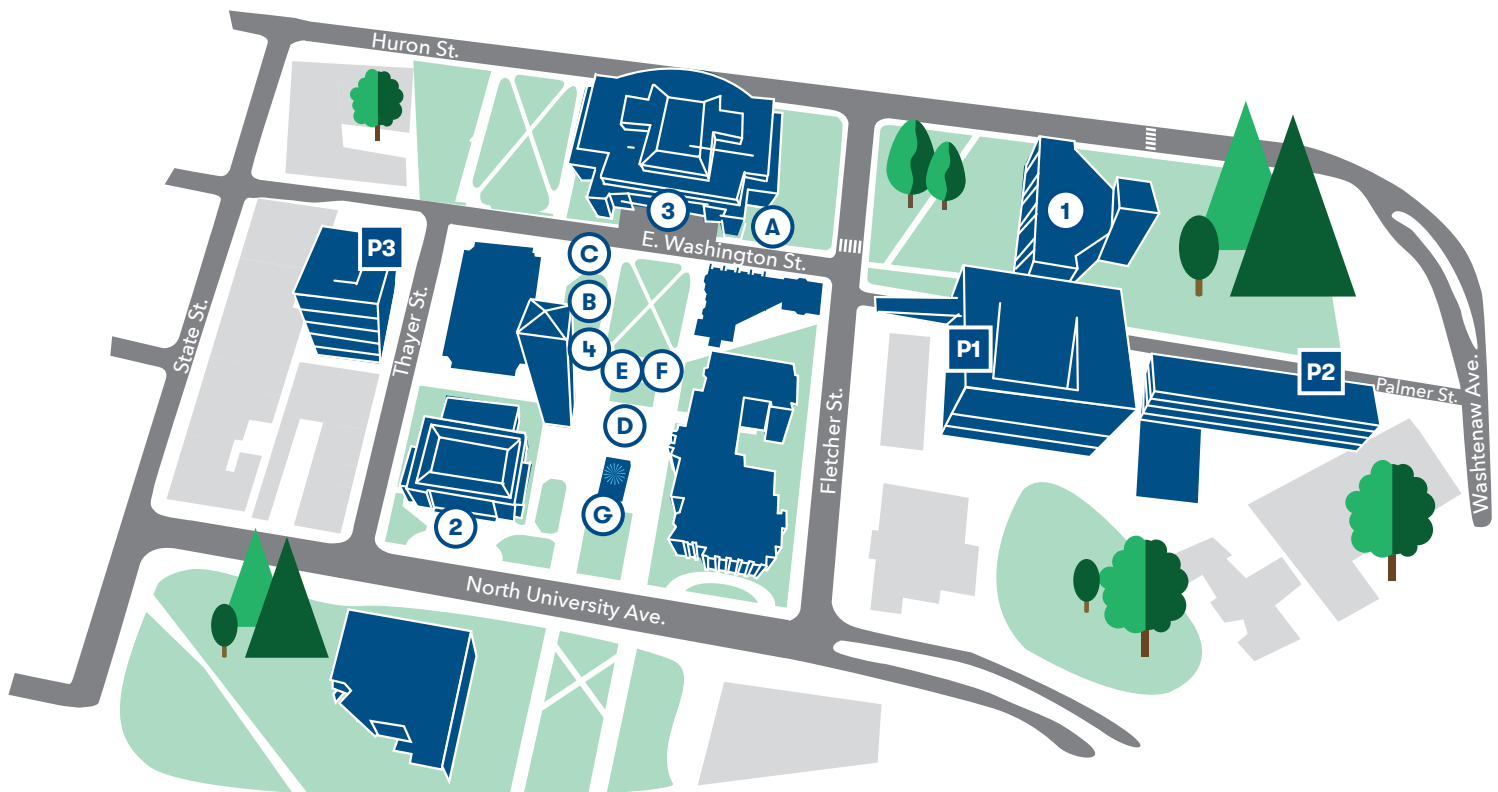 Huron St.
1
3
A
E. Washington St.
P3
C
B
State St.
Thayer St.
4
E
F
D
P1
P2
Palmer St.
Washtenaw Ave.
Fletcher St.
G
2
North University Ave.